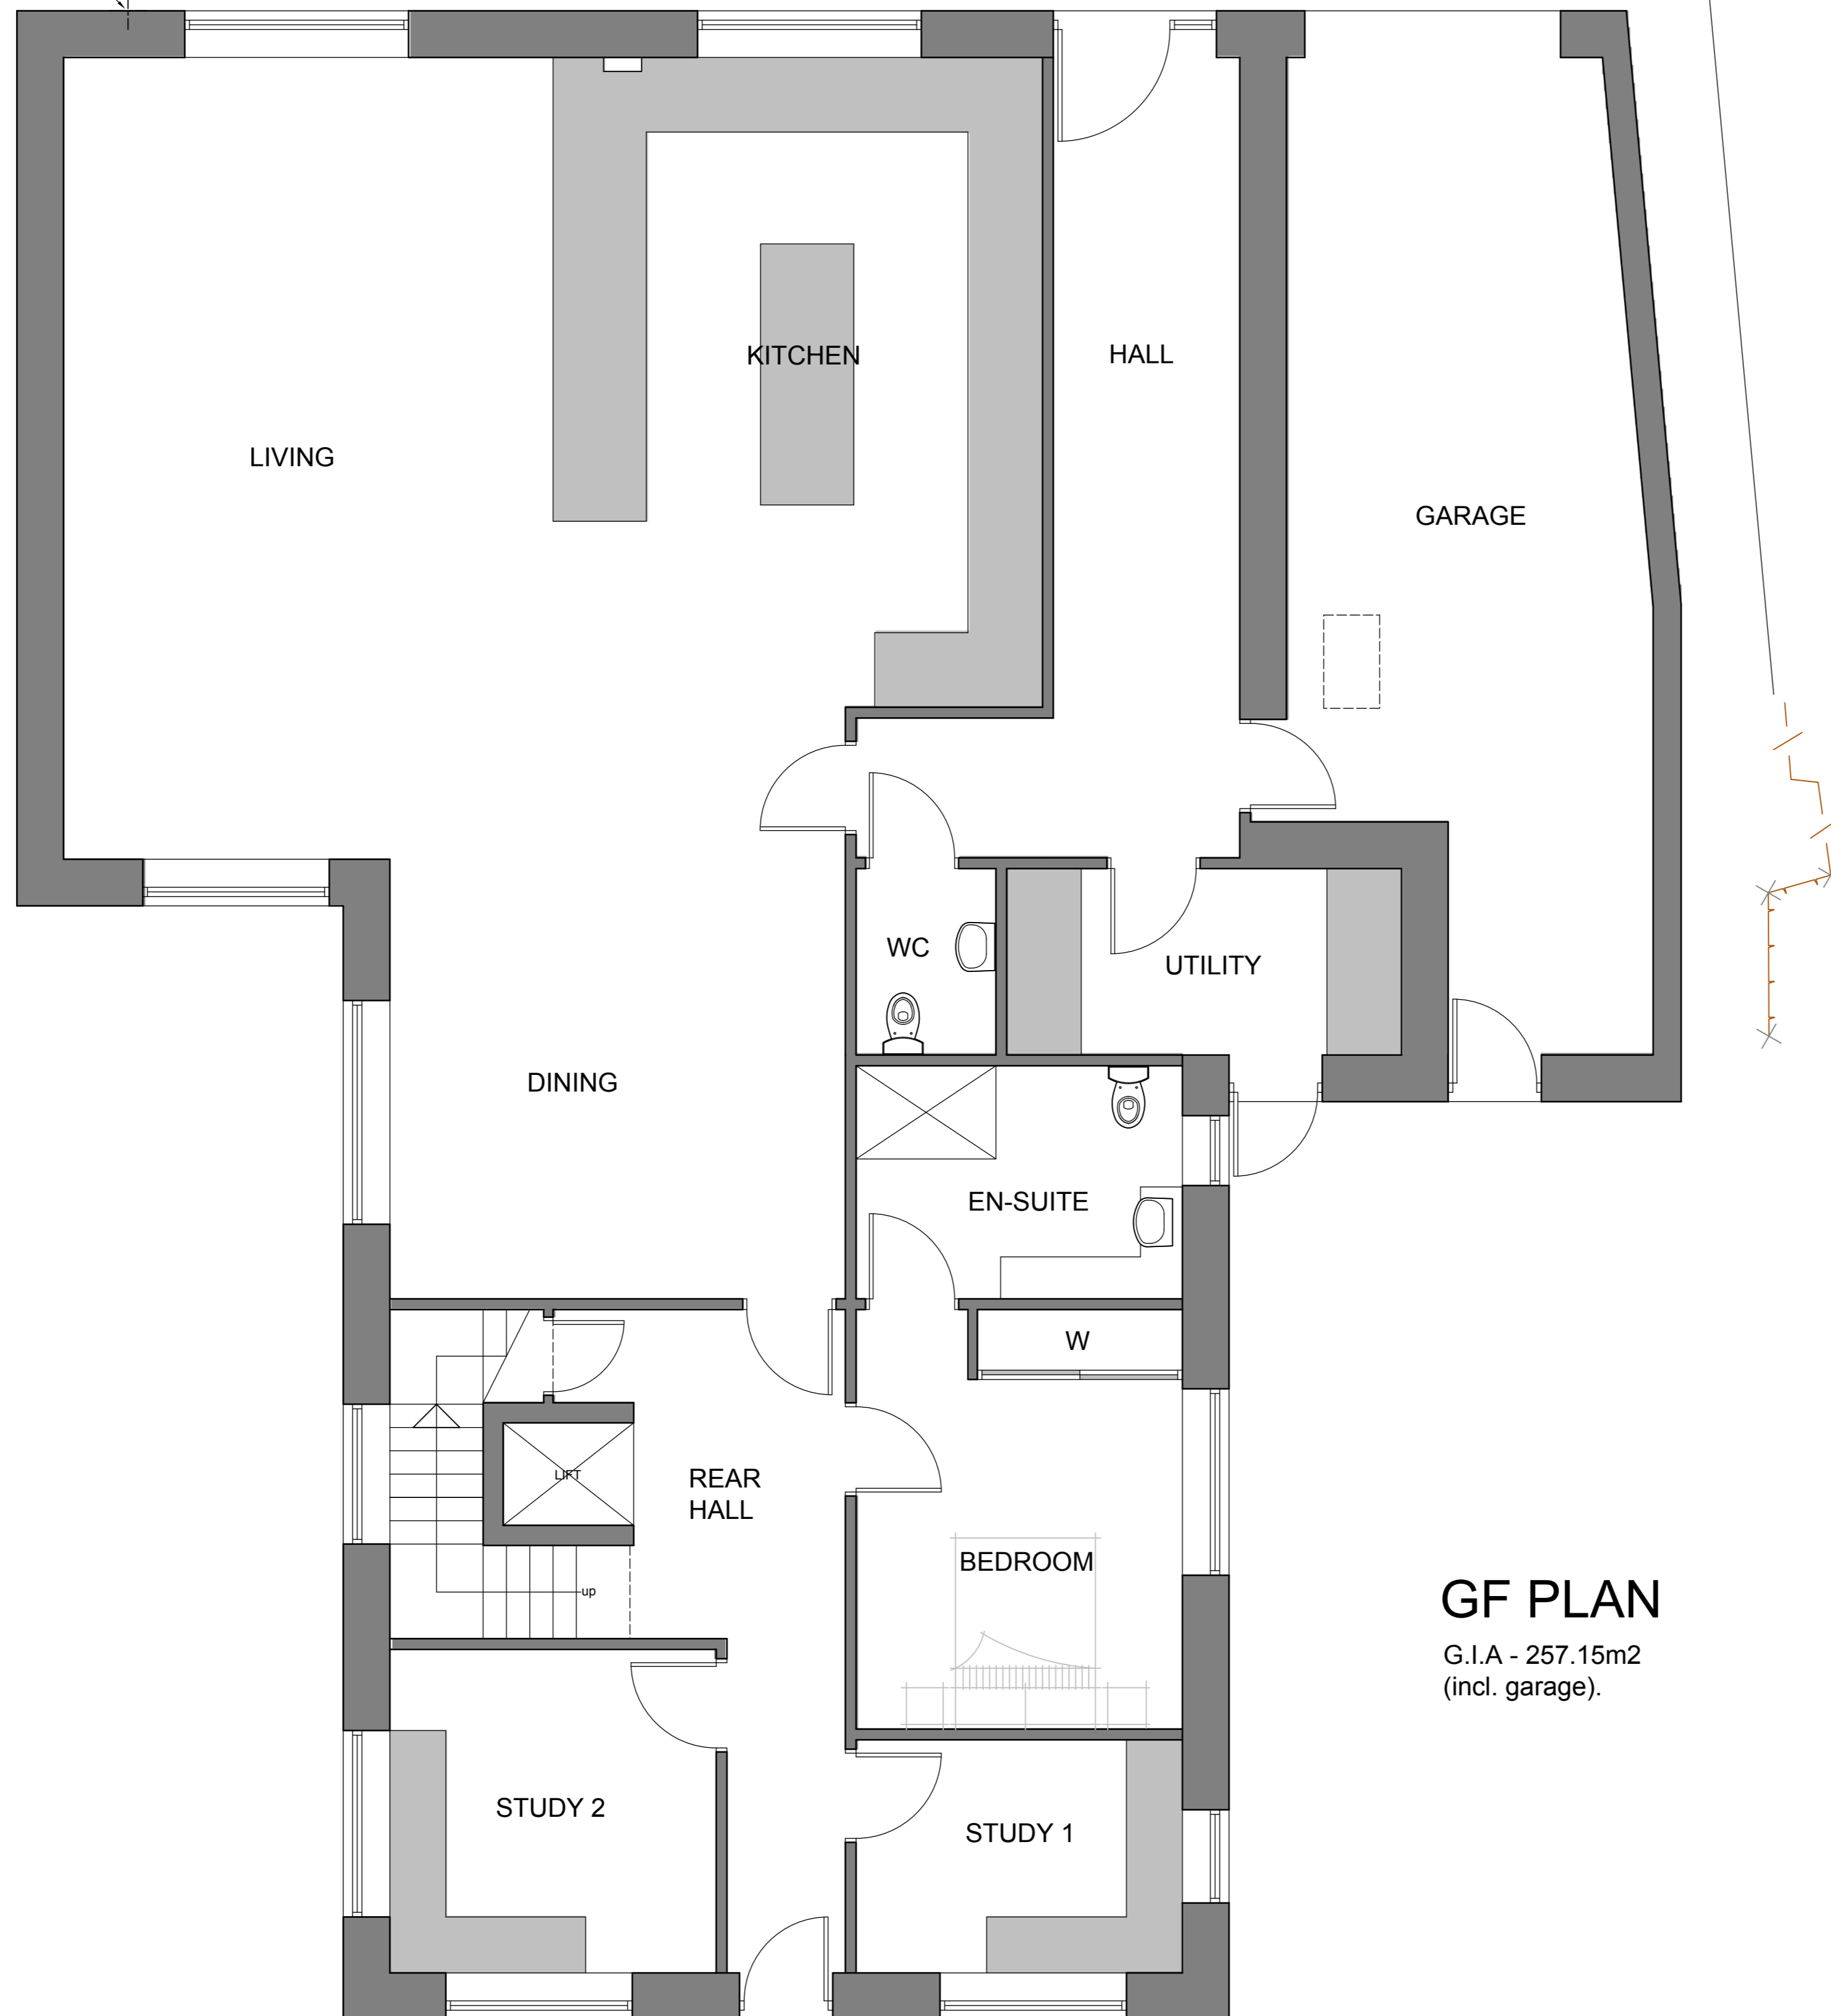 KITCHEN
HALL
LIVING
GARAGE
WC
UTILITY
DINING
EN-SUITE
W
LIFT
REAR
HALL
BEDROOM
up
GF PLAN
G.I.A - 257.15m2
(incl. garage).
STUDY 2
STUDY 1